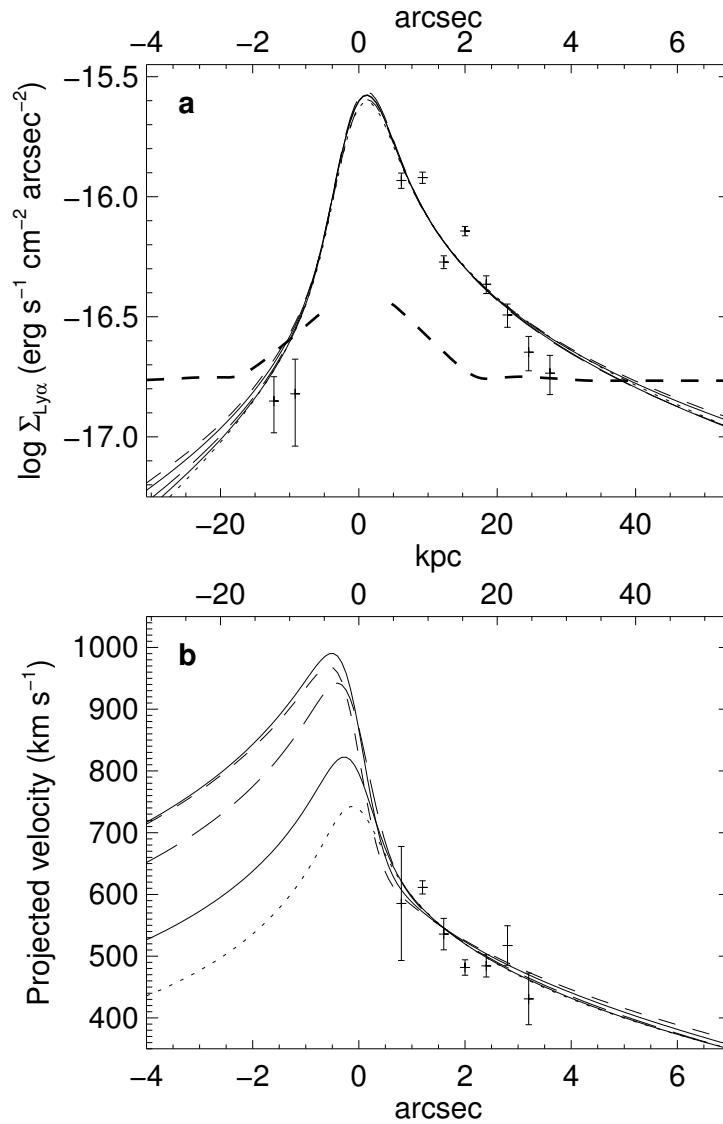 arcsec
−4 −2 0 2 4 6
a
−15.5
−16.0
−16.5
−17.0
log Σ_Lyα (erg s⁻¹ cm⁻² arcsec⁻²)
−20 0 20 40
kpc
−20 0 20 40
b
1000
900
800
700
600
500
400
Projected velocity (km s⁻¹)
−4 −2 0 2 4 6
arcsec